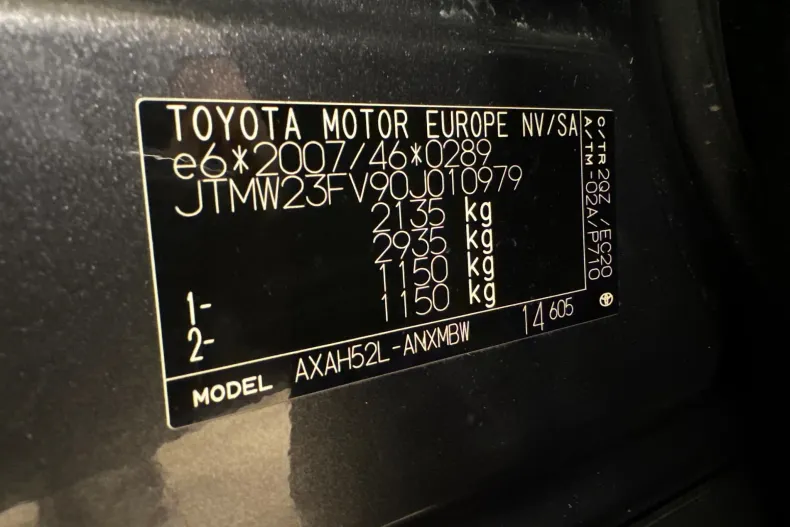 TOYOTA MOTOR EUROPE NV/SA
e6*2007/46*0289
JTMW23FV90J010979
2135 kg
2935 kg
1- 1150 kg
2- 1150 kg
MODEL AXAH52L-ANXMBW 14 605
C/TR 2QZ /EC20
A/TM -02A/P710